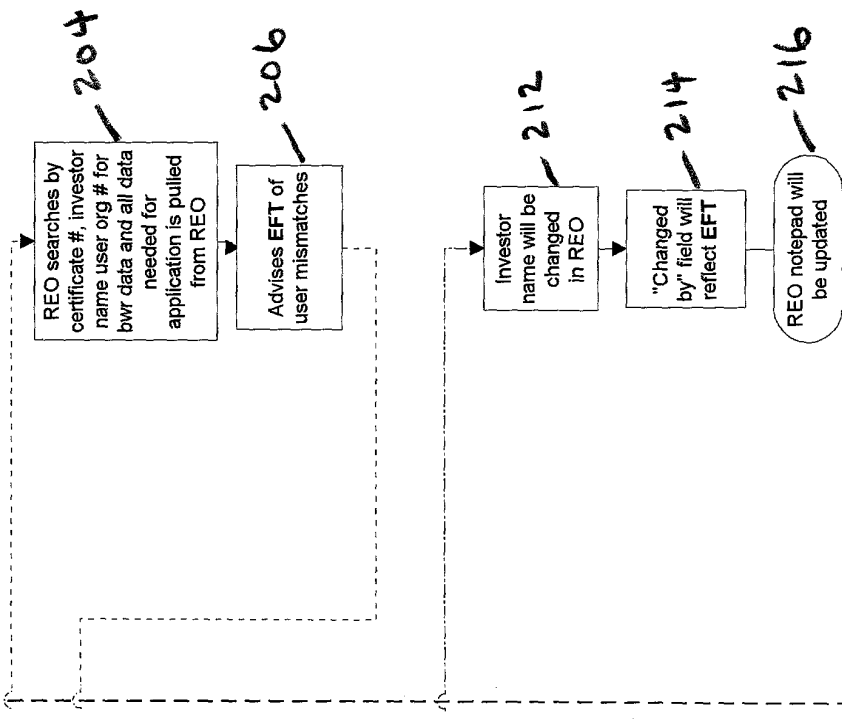 REO searches by
certificate #, investor
name user org # for
bwr data and all data
needed for
application is pulled
from REO
204
Advises EFT of
user mismatches
206
Investor
name will be
changed
in REO
212
"Changed
by" field will
reflect EFT
214
REO notepad will
be updated
216